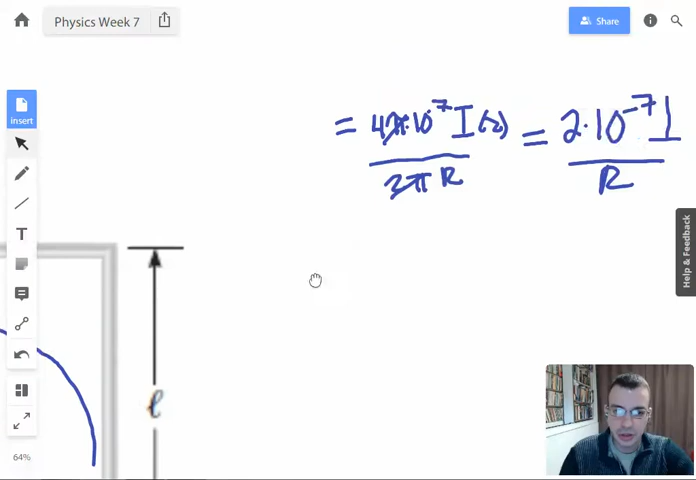 Physics Week 7
Share
insert
= 4π·10⁻⁷ I (2) = 2·10⁻⁷ I
2π R R
T
ℓ
64%
Help & Feedback